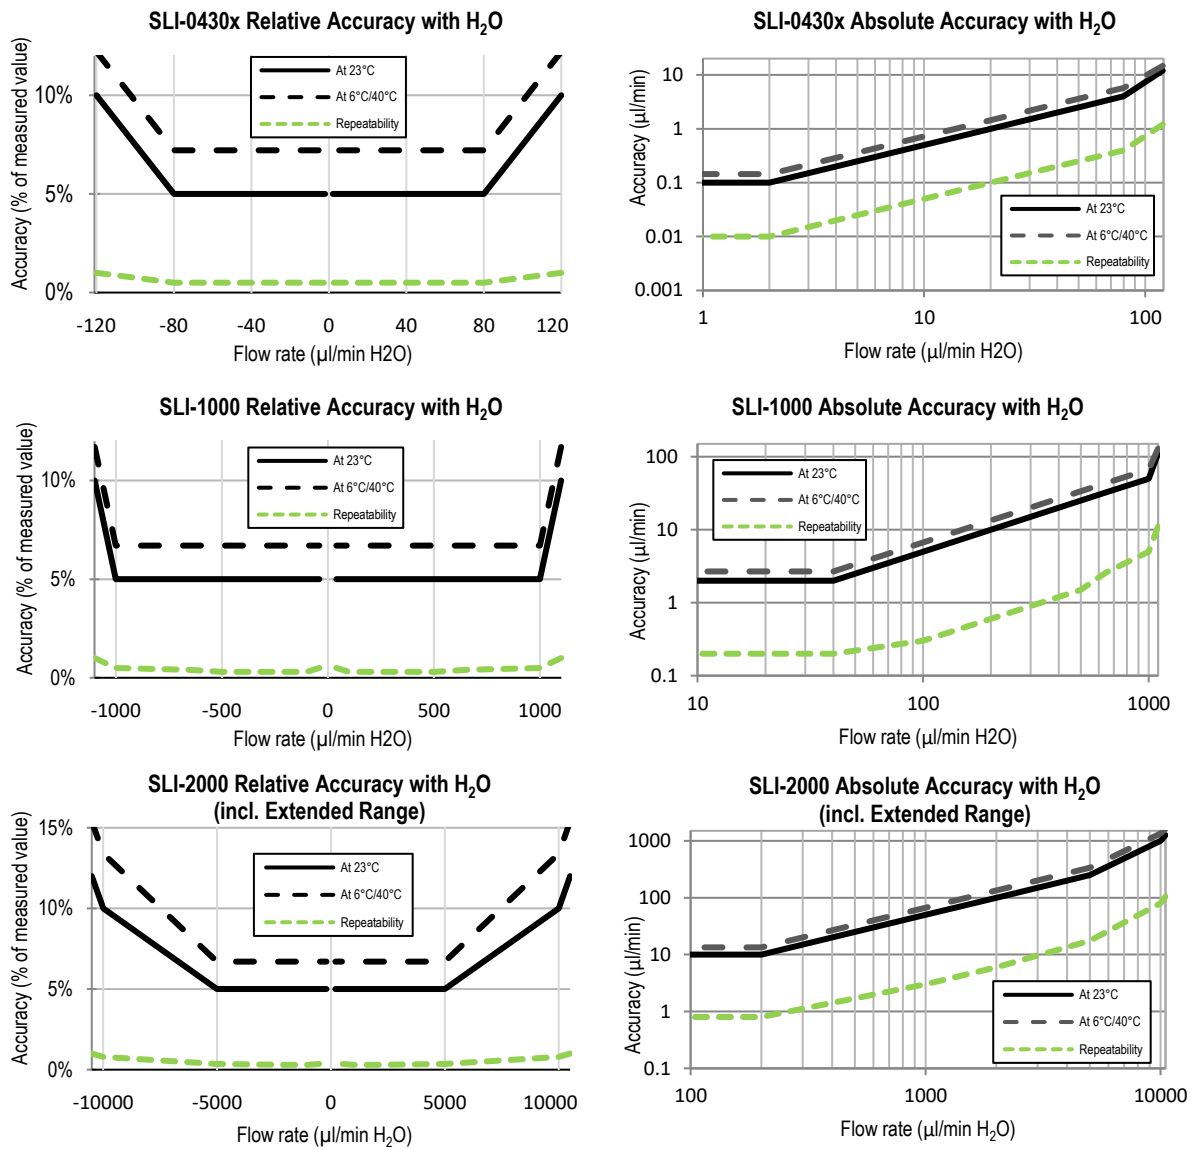 SLI-0430x Relative Accuracy with H₂O
Accuracy (% of measured value)
10%
5%
0%
At 23°C
At 6°C/40°C
Repeatability
-120 -80 -40 0 40 80 120
Flow rate (µl/min H2O)
SLI-0430x Absolute Accuracy with H₂O
Accuracy (µl/min)
10
1
0.1
0.01
0.001
At 23°C
At 6°C/40°C
Repeatability
1 10 100
Flow rate (µl/min H2O)
SLI-1000 Relative Accuracy with H₂O
Accuracy (% of measured value)
10%
5%
0%
At 23°C
At 6°C/40°C
Repeatability
-1000 -500 0 500 1000
Flow rate (µl/min H2O)
SLI-1000 Absolute Accuracy with H₂O
Accuracy (µl/min)
100
10
1
0.1
At 23°C
At 6°C/40°C
Repeatability
10 100 1000
Flow rate (µl/min H2O)
SLI-2000 Relative Accuracy with H₂O
(incl. Extended Range)
Accuracy (% of measured value)
15%
10%
5%
0%
At 23°C
At 6°C/40°C
Repeatability
-10000 -5000 0 5000 10000
Flow rate (µl/min H₂O)
SLI-2000 Absolute Accuracy with H₂O
(incl. Extended Range)
Accuracy (µl/min)
1000
100
10
1
0.1
At 23°C
At 6°C/40°C
Repeatability
100 1000 10000
Flow rate (µl/min H₂O)